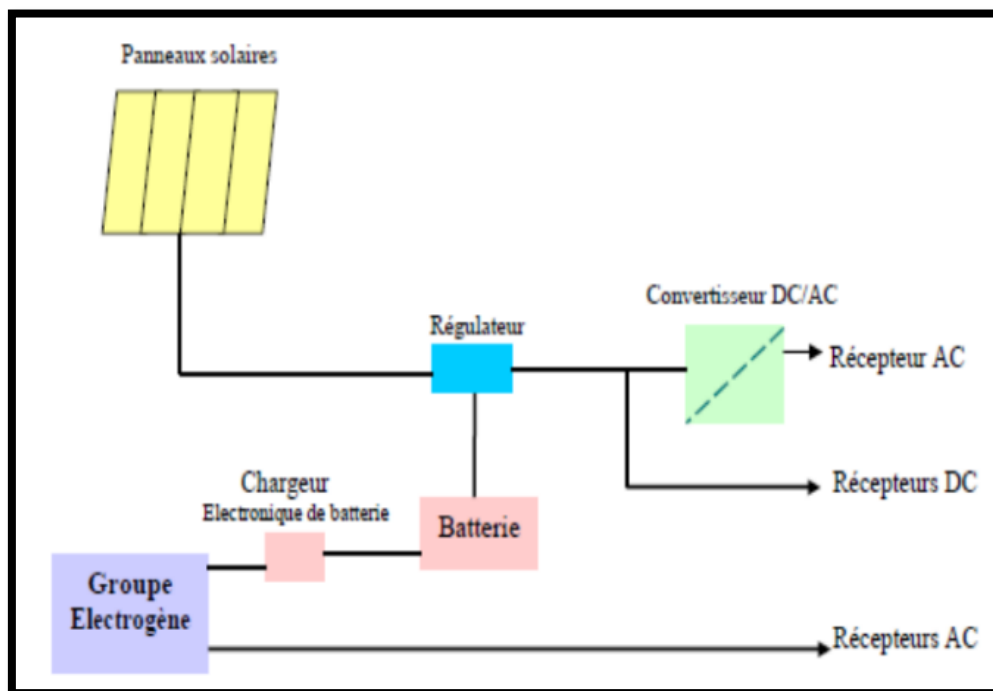 Panneaux solaires
Convertisseur DC/AC
Régulateur
Récepteur AC
Récepteurs DC
Chargeur
Electronique de batterie
Batterie
Groupe
Electrogène
Récepteurs AC